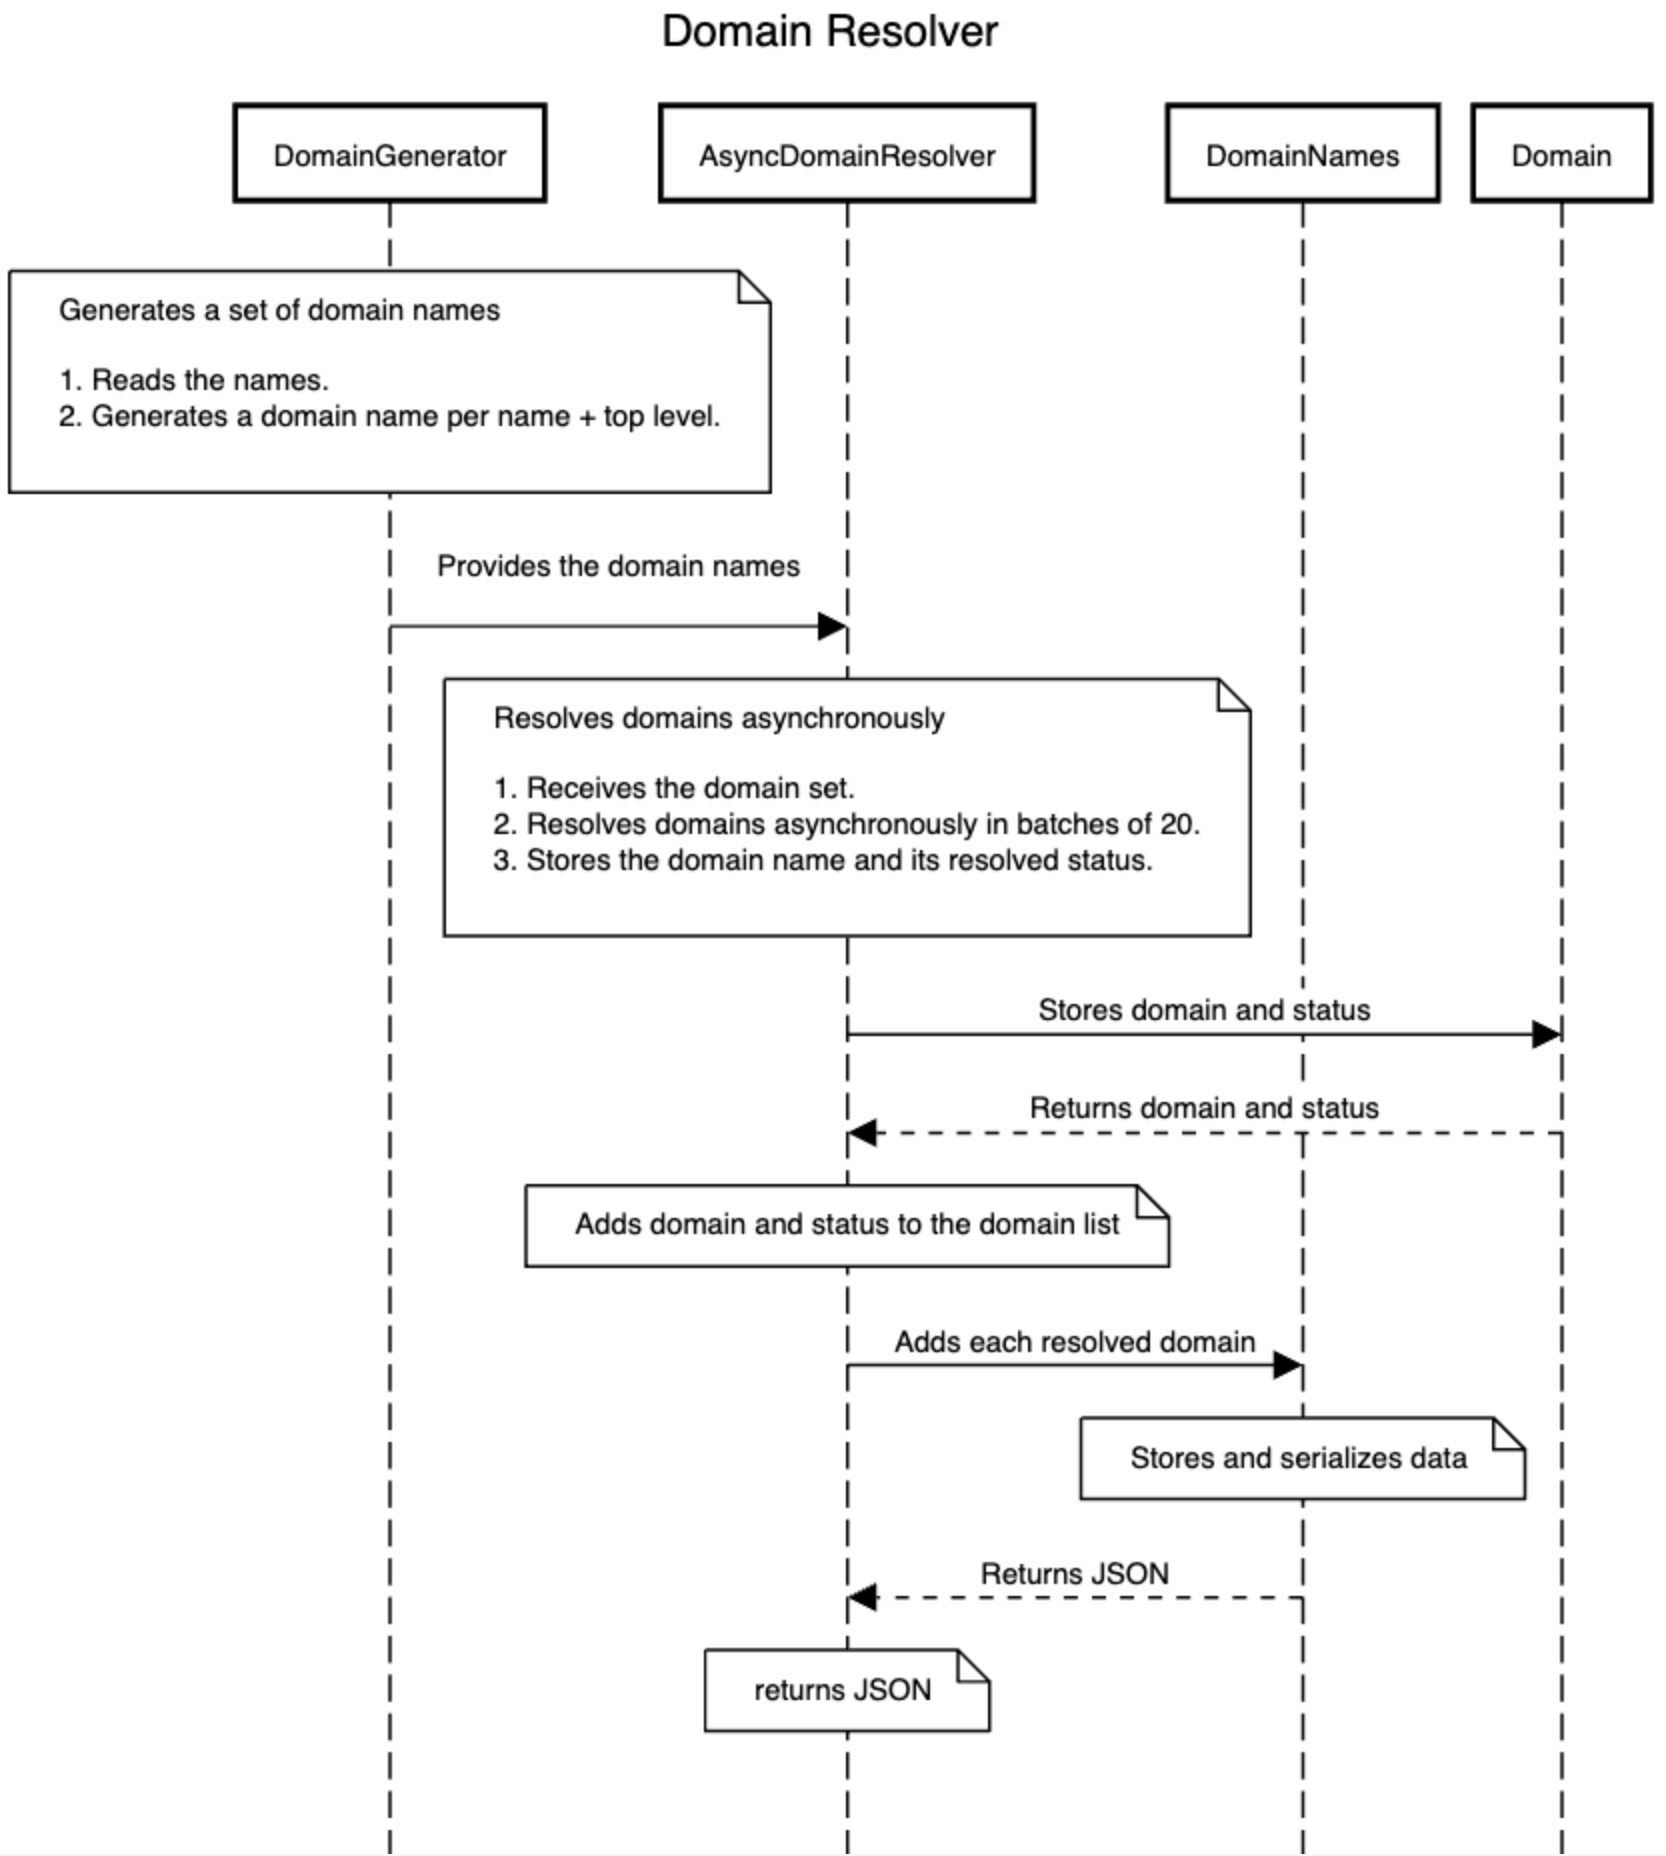 Domain Resolver
DomainGenerator
AsyncDomainResolver
DomainNames
Domain
Generates a set of domain names
1. Reads the names.
2. Generates a domain name per name + top level.
Provides the domain names
Resolves domains asynchronously
1. Receives the domain set.
2. Resolves domains asynchronously in batches of 20.
3. Stores the domain name and its resolved status.
Stores domain and status
Returns domain and status
Adds domain and status to the domain list
Adds each resolved domain
Stores and serializes data
Returns JSON
returns JSON